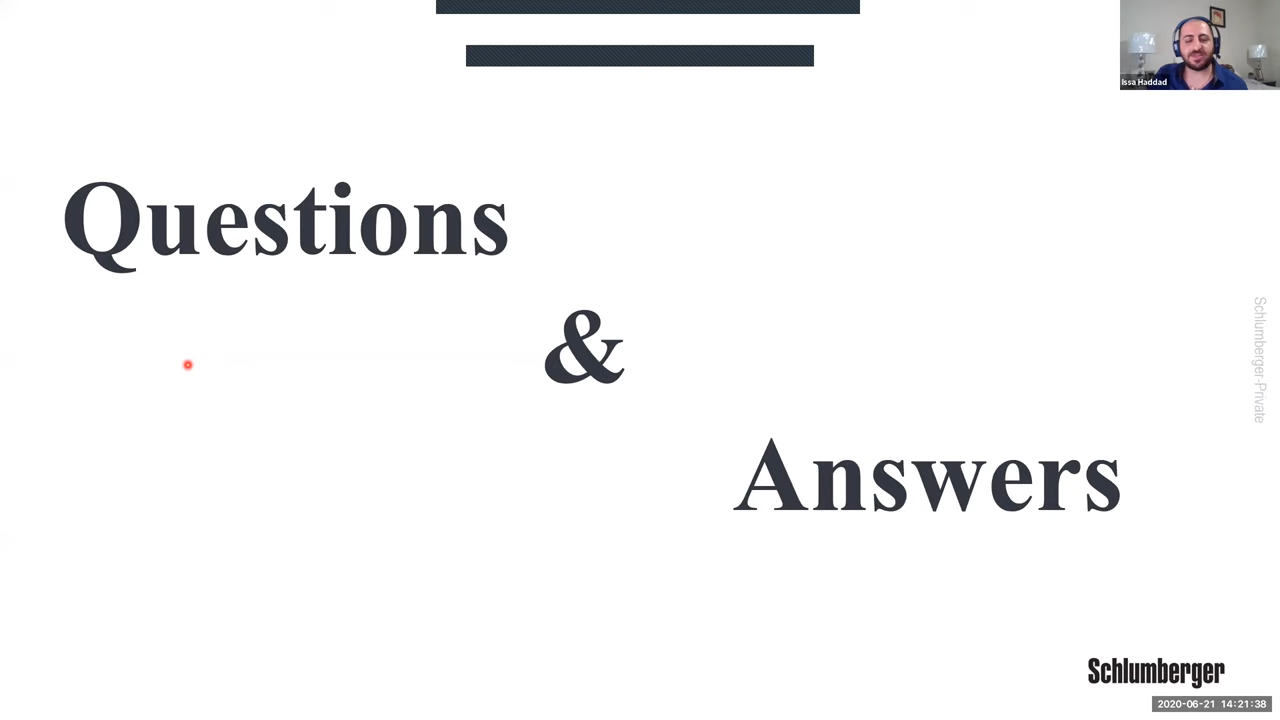 Issa Haddad
Questions
&
Answers
Schlumberger-Private
Schlumberger
2020-06-21 14:21:38